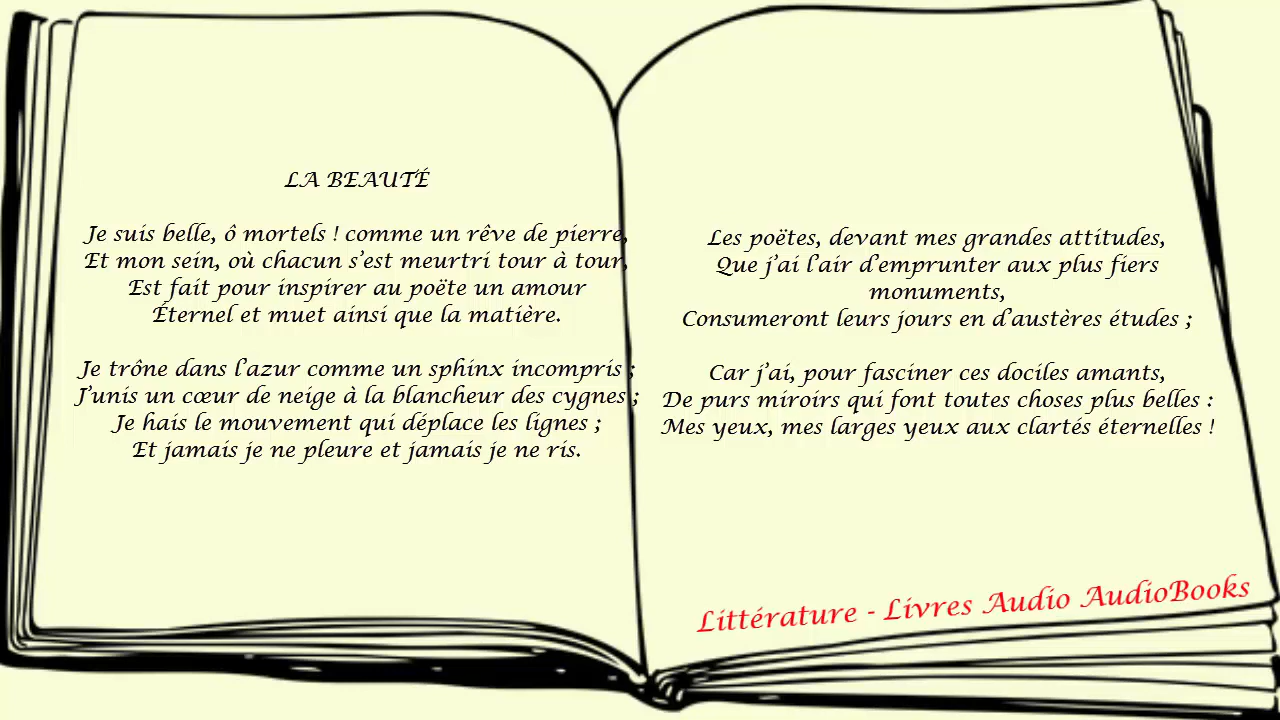 LA BEAUTÉ
Je suis belle, ô mortels ! comme un rêve de pierre,
Et mon sein, où chacun s'est meurtri tour à tour,
Est fait pour inspirer au poëte un amour
Éternel et muet ainsi que la matière.
Je trône dans l'azur comme un sphinx incompris ;
J'unis un cœur de neige à la blancheur des cygnes ;
Je hais le mouvement qui déplace les lignes ;
Et jamais je ne pleure et jamais je ne ris.
Les poëtes, devant mes grandes attitudes,
Que j'ai l'air d'emprunter aux plus fiers
monuments,
Consumeront leurs jours en d'austères études ;
Car j'ai, pour fasciner ces dociles amants,
De purs miroirs qui font toutes choses plus belles :
Mes yeux, mes larges yeux aux clartés éternelles !
Littérature - Livres Audio AudioBooks